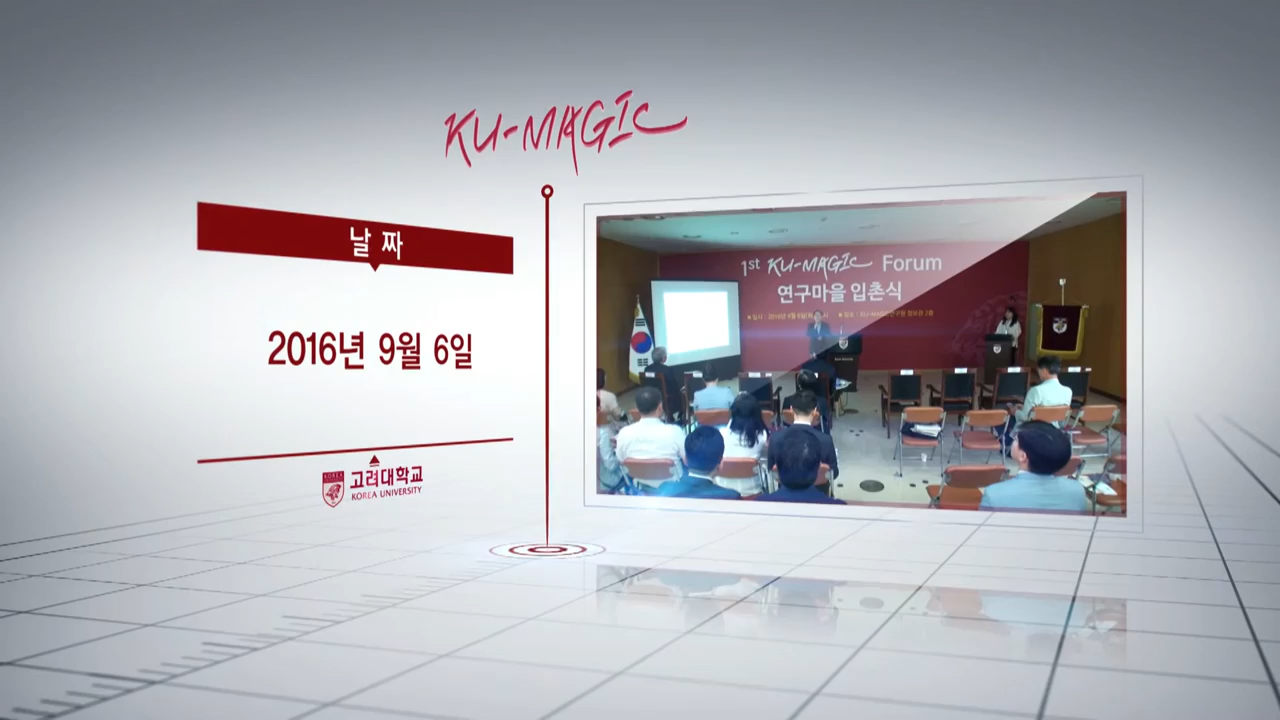 KU-MAGIC
날 짜
2016년 9월 6일
KOREA
고려대학교
KOREA UNIVERSITY
1st KU-MAGIC Forum
연구마을 입촌식